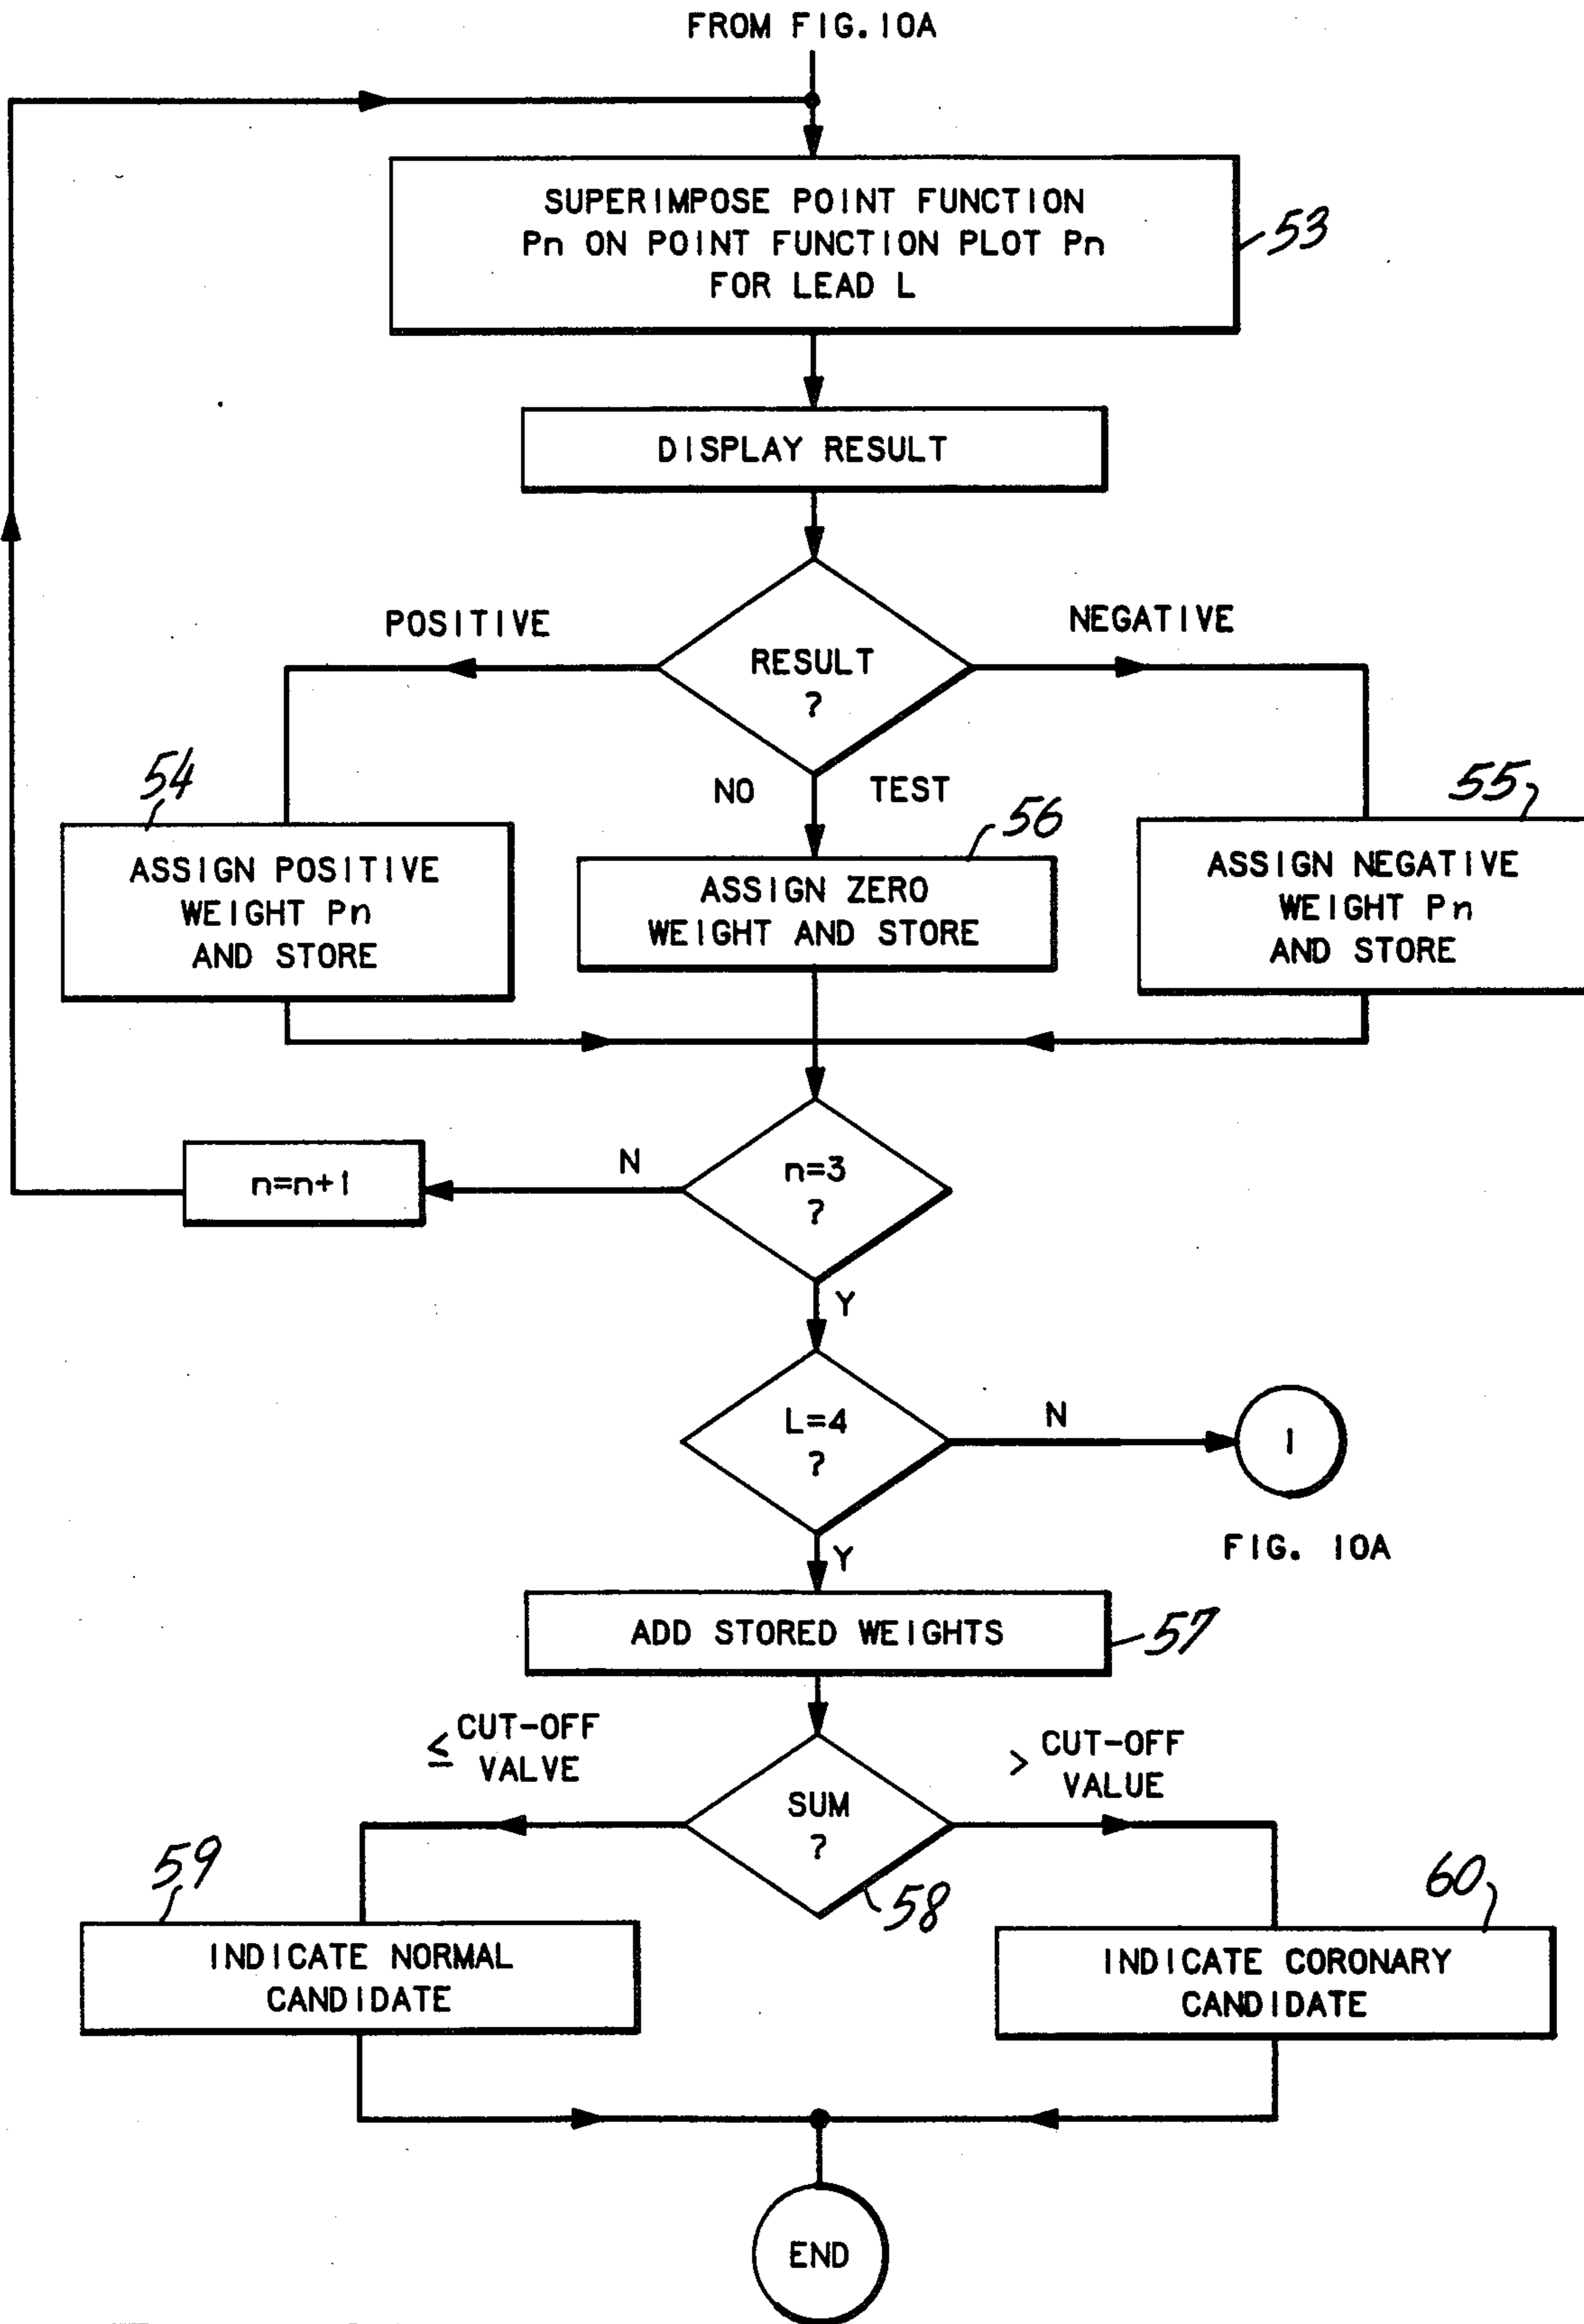 FROM FIG. 10A
SUPERIMPOSE POINT FUNCTION
Pn ON POINT FUNCTION PLOT Pn
FOR LEAD L
53
DISPLAY RESULT
POSITIVE
NEGATIVE
RESULT
?
NO TEST
54
55
56
ASSIGN POSITIVE
WEIGHT Pn
AND STORE
ASSIGN ZERO
WEIGHT AND STORE
ASSIGN NEGATIVE
WEIGHT Pn
AND STORE
n=n+1
N
n=3
?
Y
L=4
?
N
1
FIG. 10A
Y
ADD STORED WEIGHTS
57
≤ CUT-OFF
VALVE
> CUT-OFF
VALUE
SUM
?
58
59
60
INDICATE NORMAL
CANDIDATE
INDICATE CORONARY
CANDIDATE
END